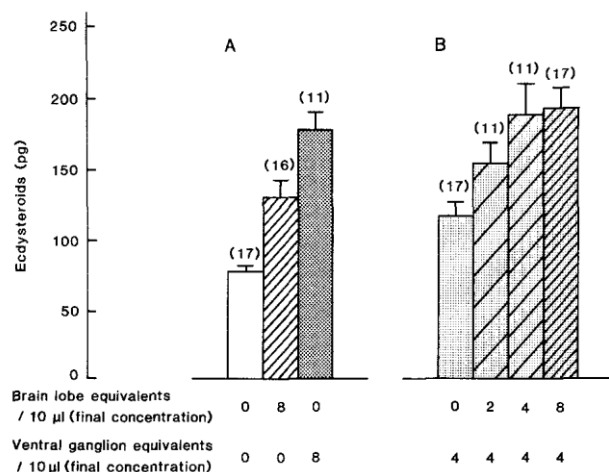 A
B
250
200
150
100
50
0
Ecdysteroids (pg)
(17)
(16)
(11)
(17)
(11)
(11)
(17)
Brain lobe equivalents
/ 10 µl (final concentration)
0 8 0
0 2 4 8
Ventral ganglion equivalents
/ 10 µl (final concentration)
0 0 8
4 4 4 4